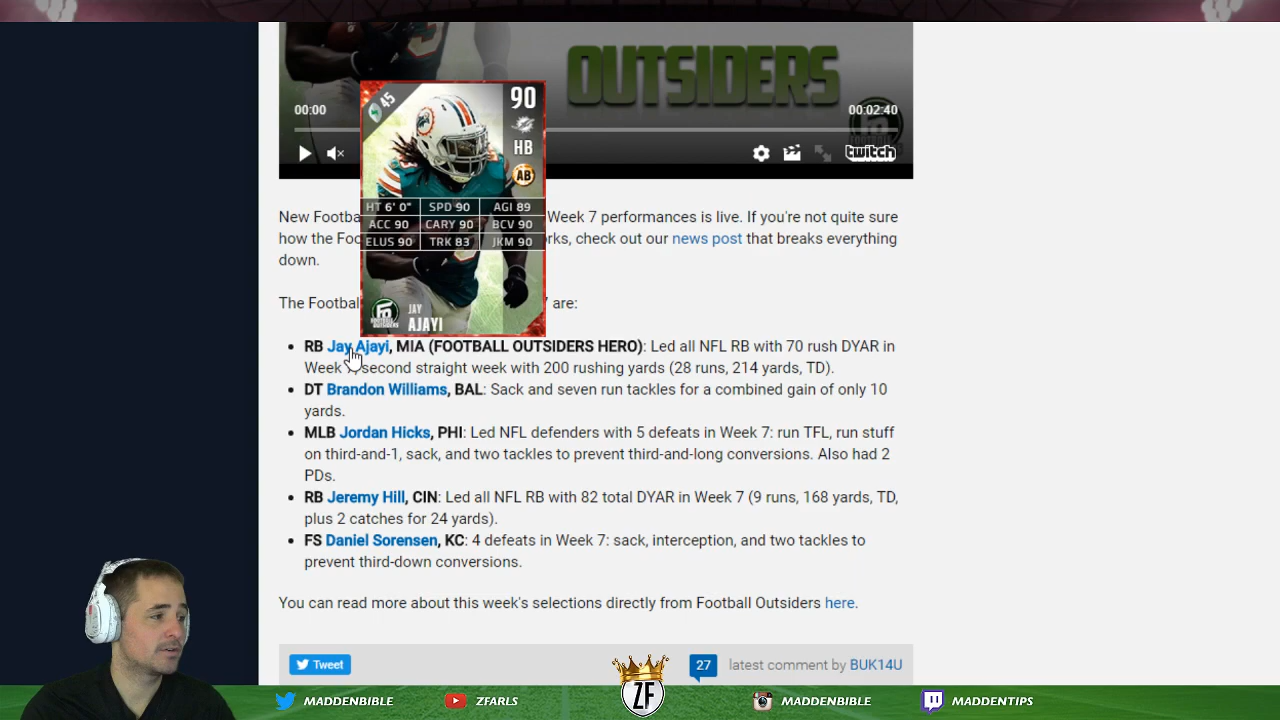 OUTSIDERS
00:00
00:02:40
twitch
45
90
HB
AB
HT 6' 0" SPD 90 AGI 89
ACC 90 CARY 90 BCV 90
ELUS 90 TRK 83 JKM 90
FO
FOOTBALL OUTSIDERS
JAY
AJAYI
New Footba Week 7 performances is live. If you're not quite sure
how the Foo rks, check out our news post that breaks everything
down.
The Football 7 are:
RB Jay Ajayi, MIA (FOOTBALL OUTSIDERS HERO): Led all NFL RB with 70 rush DYAR in
Week second straight week with 200 rushing yards (28 runs, 214 yards, TD).
DT Brandon Williams, BAL: Sack and seven run tackles for a combined gain of only 10
yards.
MLB Jordan Hicks, PHI: Led NFL defenders with 5 defeats in Week 7: run TFL, run stuff
on third-and-1, sack, and two tackles to prevent third-and-long conversions. Also had 2
PDs.
RB Jeremy Hill, CIN: Led all NFL RB with 82 total DYAR in Week 7 (9 runs, 168 yards, TD,
plus 2 catches for 24 yards).
FS Daniel Sorensen, KC: 4 defeats in Week 7: sack, interception, and two tackles to
prevent third-down conversions.
You can read more about this week's selections directly from Football Outsiders here.
Tweet
27 latest comment by BUK14U
ZF
MADDENBIBLE ZFARLS MADDENBIBLE MADDENTIPS